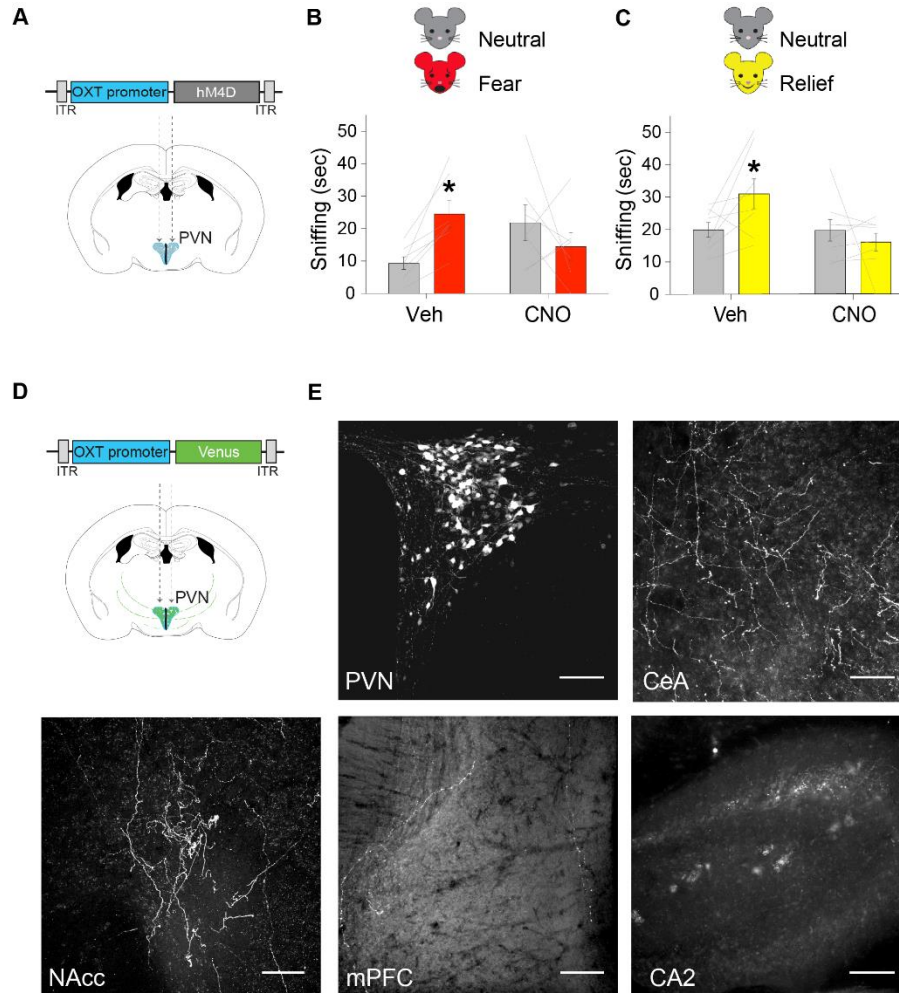 A
OXT promoter hM4D
ITR ITR
PVN
B
Neutral
Fear
Sniffing (sec)
50
40
30
20
10
0
*
Veh CNO
C
Neutral
Relief
Sniffing (sec)
50
40
30
20
10
0
*
Veh CNO
D
OXT promoter Venus
ITR ITR
PVN
E
PVN
CeA
NAcc
mPFC
CA2